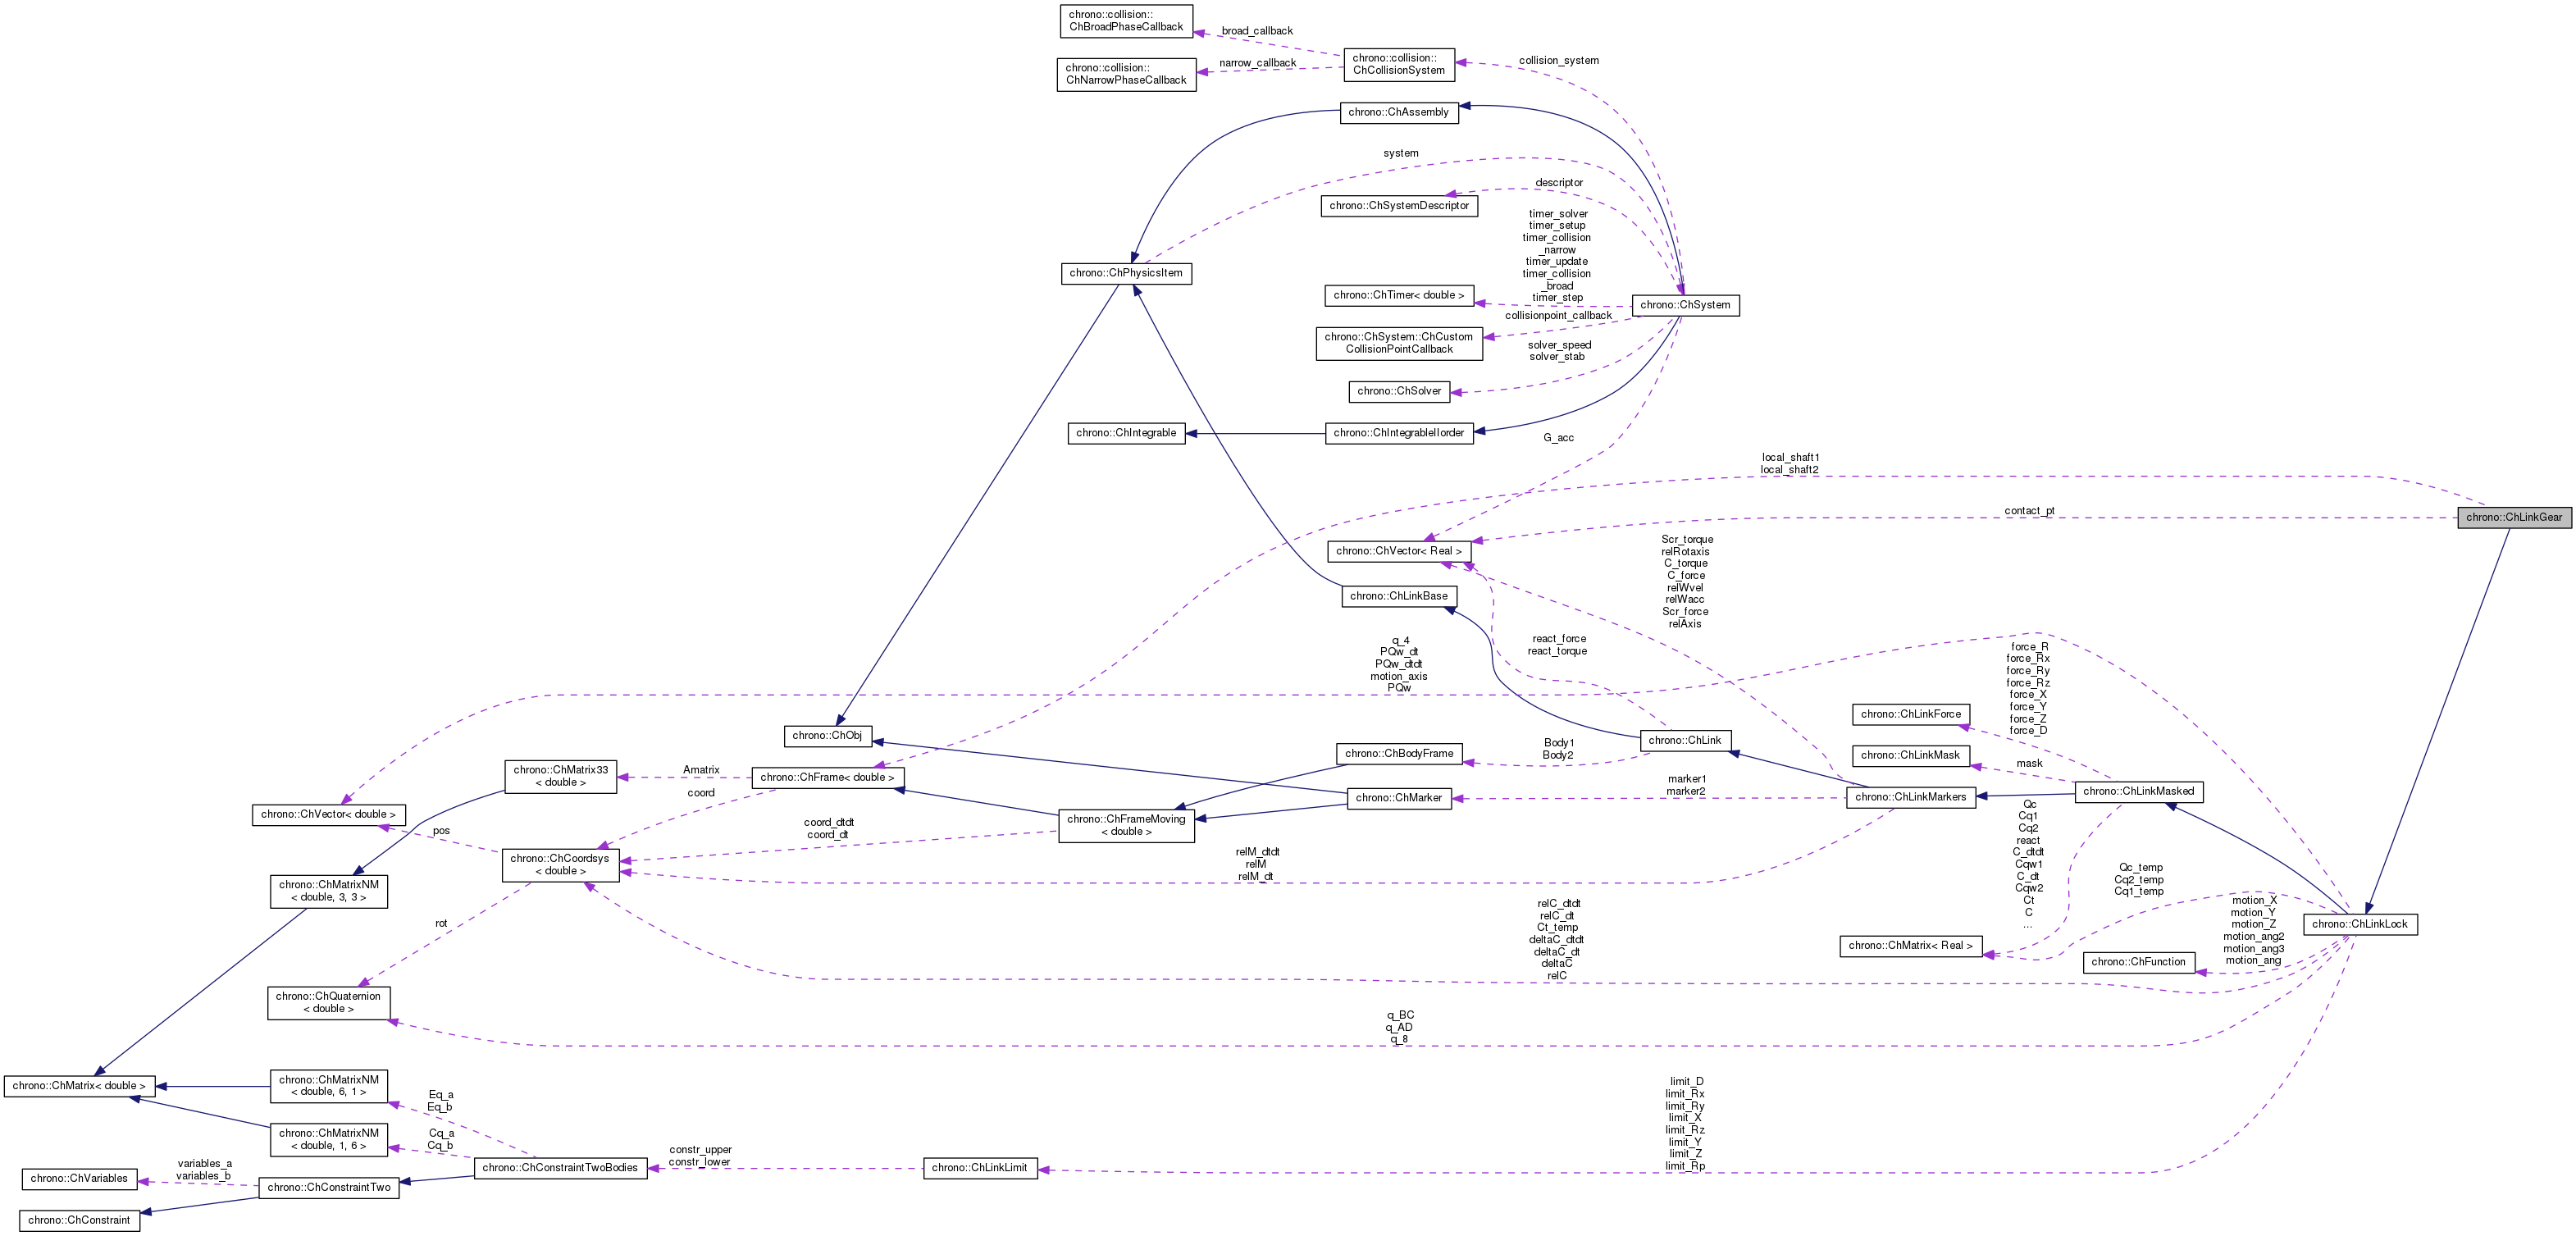 chrono::collision::
ChBroadPhaseCallback
broad_callback
chrono::collision::
ChCollisionSystem
collision_system
chrono::collision::
ChNarrowPhaseCallback
narrow_callback
chrono::ChAssembly
system
descriptor
chrono::ChSystemDescriptor
timer_solver
timer_setup
timer_collision
_narrow
timer_update
timer_collision
_broad
timer_step
chrono::ChPhysicsItem
chrono::ChTimer< double >
chrono::ChSystem
collisionpoint_callback
chrono::ChSystem::ChCustom
CollisionPointCallback
solver_speed
solver_stab
chrono::ChSolver
chrono::ChIntegrable
chrono::ChIntegrableIIorder
G_acc
local_shaft1
local_shaft2
contact_pt
chrono::ChLinkGear
chrono::ChVector< Real >
Scr_torque
relRotaxis
C_torque
C_force
relWvel
relWacc
Scr_force
relAxis
chrono::ChLinkBase
react_force
react_torque
q_4
PQw_dt
PQw_dtdt
motion_axis
PQw
force_R
force_Rx
force_Ry
force_Rz
force_X
force_Y
force_Z
force_D
chrono::ChLinkForce
chrono::ChObj
chrono::ChLink
Body1
Body2
chrono::ChBodyFrame
chrono::ChLinkMask
mask
chrono::ChMatrix33
< double >
Amatrix
chrono::ChFrame< double >
coord
marker1
marker2
chrono::ChMarker
chrono::ChLinkMarkers
chrono::ChLinkMasked
chrono::ChVector< double >
pos
chrono::ChFrameMoving
< double >
coord_dtdt
coord_dt
chrono::ChCoordsys
< double >
relM_dtdt
relM
relM_dt
Qc
Cq1
Cq2
react
C_dtdt
Cqw1
C_dt
Cqw2
Ct
C
...
Qc_temp
Cq2_temp
Cq1_temp
chrono::ChMatrixNM
< double, 3, 3 >
rot
relC_dtdt
relC_dt
Ct_temp
deltaC_dtdt
deltaC_dt
deltaC
relC
motion_X
motion_Y
motion_Z
motion_ang2
motion_ang3
motion_ang
chrono::ChLinkLock
chrono::ChMatrix< Real >
chrono::ChFunction
chrono::ChQuaternion
< double >
q_BC
q_AD
q_8
chrono::ChMatrix< double >
chrono::ChMatrixNM
< double, 6, 1 >
Eq_a
Eq_b
limit_D
limit_Rx
limit_Ry
limit_X
limit_Rz
limit_Y
limit_Z
limit_Rp
chrono::ChMatrixNM
< double, 1, 6 >
Cq_a
Cq_b
constr_upper
constr_lower
chrono::ChLinkLimit
chrono::ChConstraintTwoBodies
variables_a
variables_b
chrono::ChVariables
chrono::ChConstraintTwo
chrono::ChConstraint